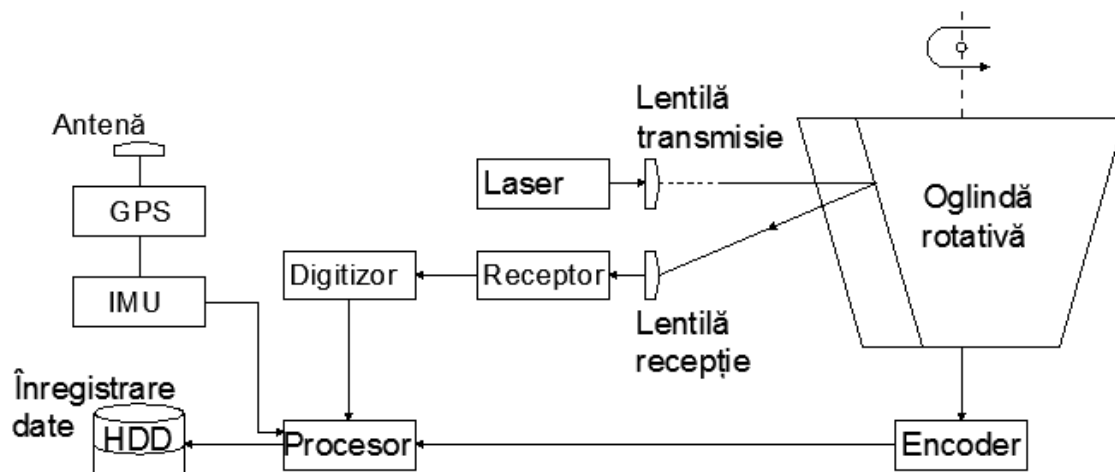 Antenă
GPS
IMU
Înregistrare
date
HDD
Lentilă
transmisie
Laser
Digitizor
Receptor
Lentilă
recepție
Procesor
Oglindă
rotativă
Encoder